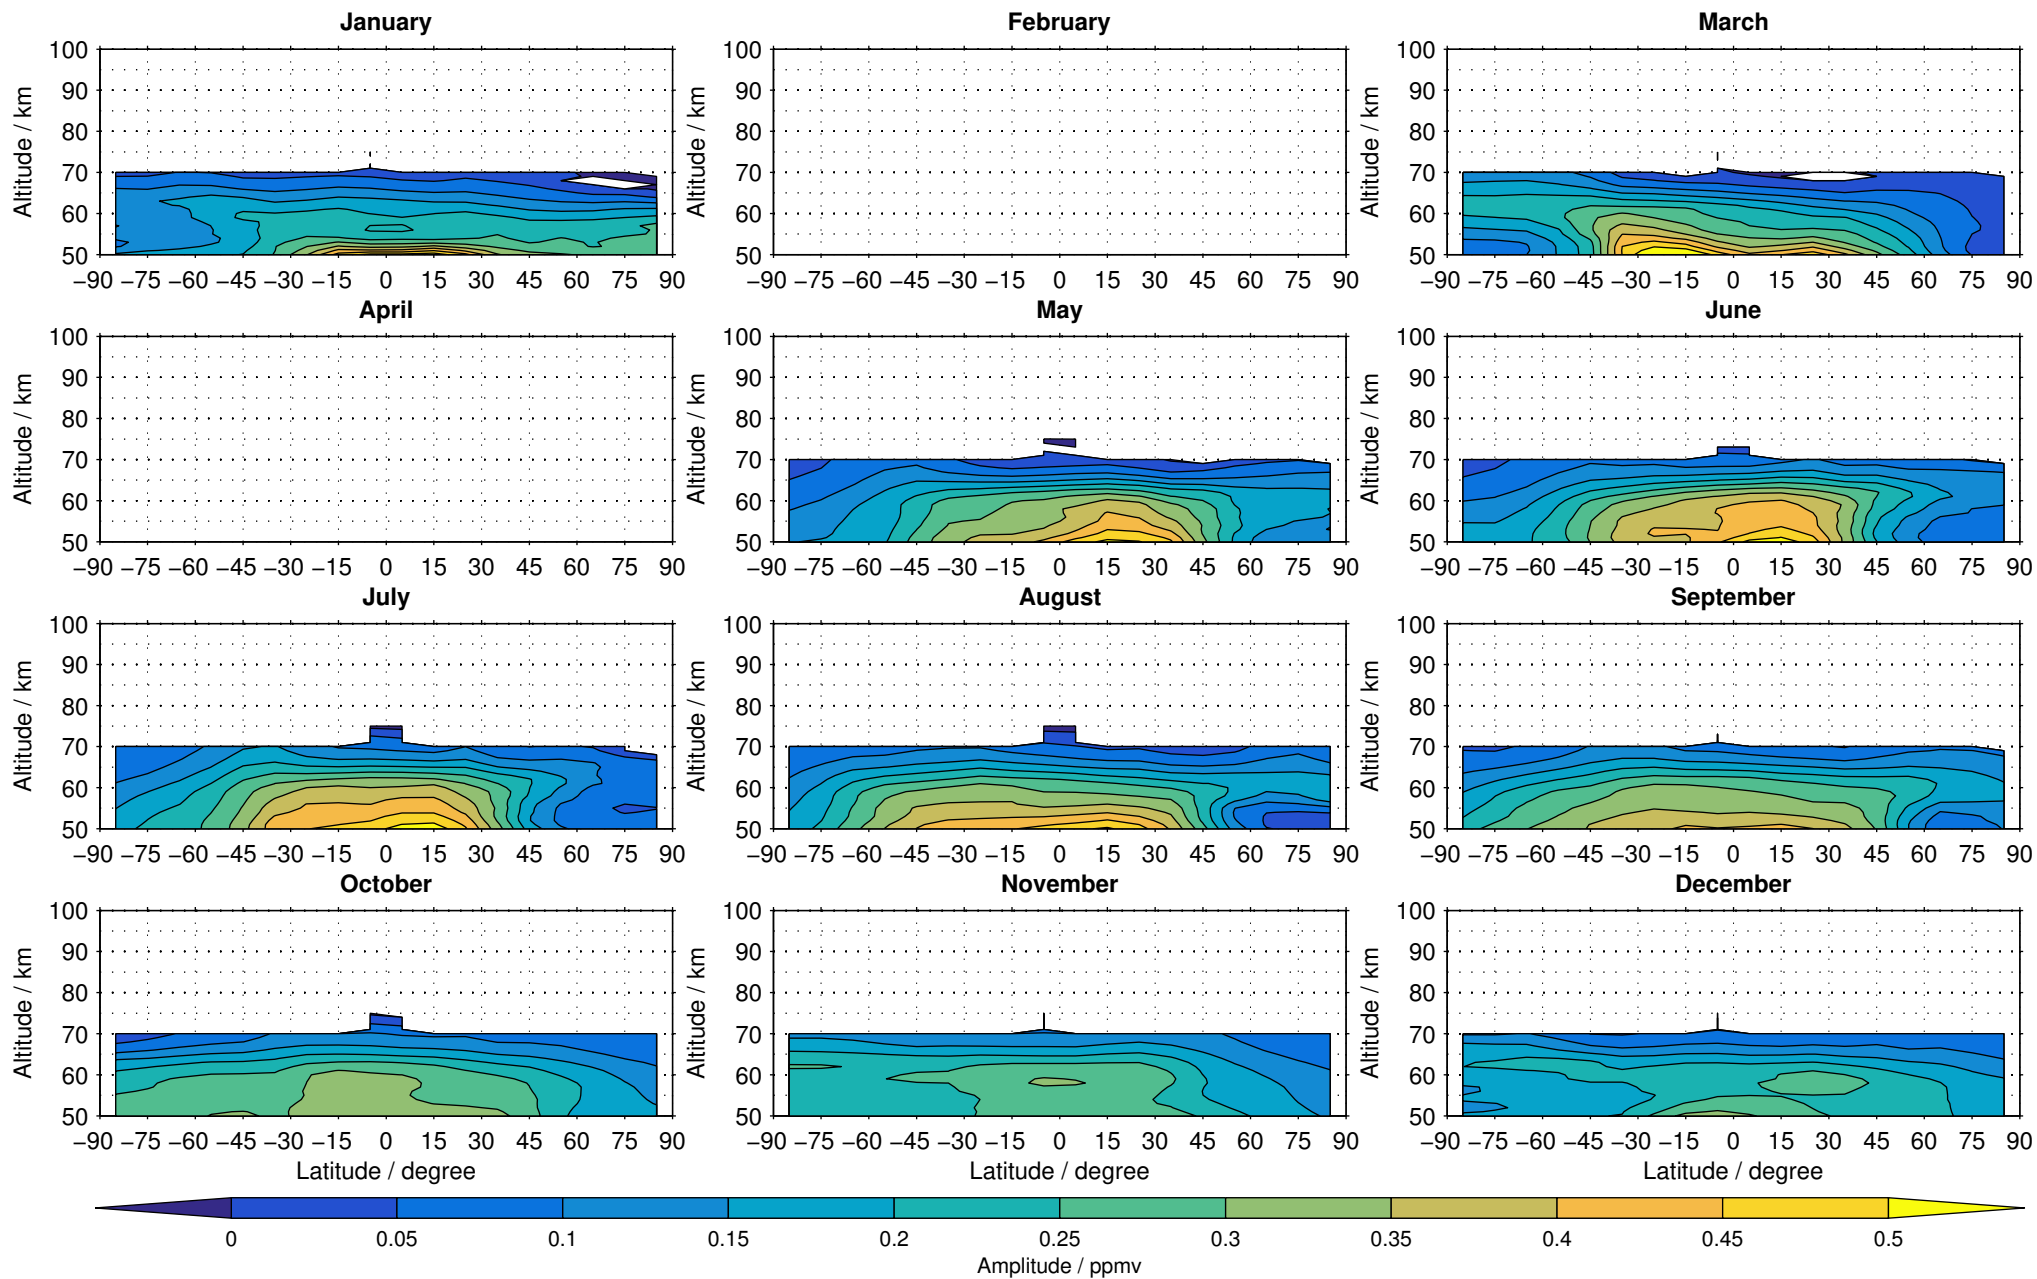 January February March
100 100 100
90 90 90
80 80 80
70 70 70
60 60 60
50 50 50
Altitude / km Altitude / km Altitude / km
−90 −75 −60 −45 −30 −15 0 15 30 45 60 75 90 −90 −75 −60 −45 −30 −15 0 15 30 45 60 75 90 −90 −75 −60 −45 −30 −15 0 15 30 45 60 75 90
April May June
100 100 100
90 90 90
80 80 80
70 70 70
60 60 60
50 50 50
Altitude / km Altitude / km Altitude / km
−90 −75 −60 −45 −30 −15 0 15 30 45 60 75 90 −90 −75 −60 −45 −30 −15 0 15 30 45 60 75 90 −90 −75 −60 −45 −30 −15 0 15 30 45 60 75 90
July August September
100 100 100
90 90 90
80 80 80
70 70 70
60 60 60
50 50 50
Altitude / km Altitude / km Altitude / km
−90 −75 −60 −45 −30 −15 0 15 30 45 60 75 90 −90 −75 −60 −45 −30 −15 0 15 30 45 60 75 90 −90 −75 −60 −45 −30 −15 0 15 30 45 60 75 90
October November December
100 100 100
90 90 90
80 80 80
70 70 70
60 60 60
50 50 50
Altitude / km Altitude / km Altitude / km
−90 −75 −60 −45 −30 −15 0 15 30 45 60 75 90 −90 −75 −60 −45 −30 −15 0 15 30 45 60 75 90 −90 −75 −60 −45 −30 −15 0 15 30 45 60 75 90
Latitude / degree Latitude / degree Latitude / degree
0 0.05 0.1 0.15 0.2 0.25 0.3 0.35 0.4 0.45 0.5
Amplitude / ppmv